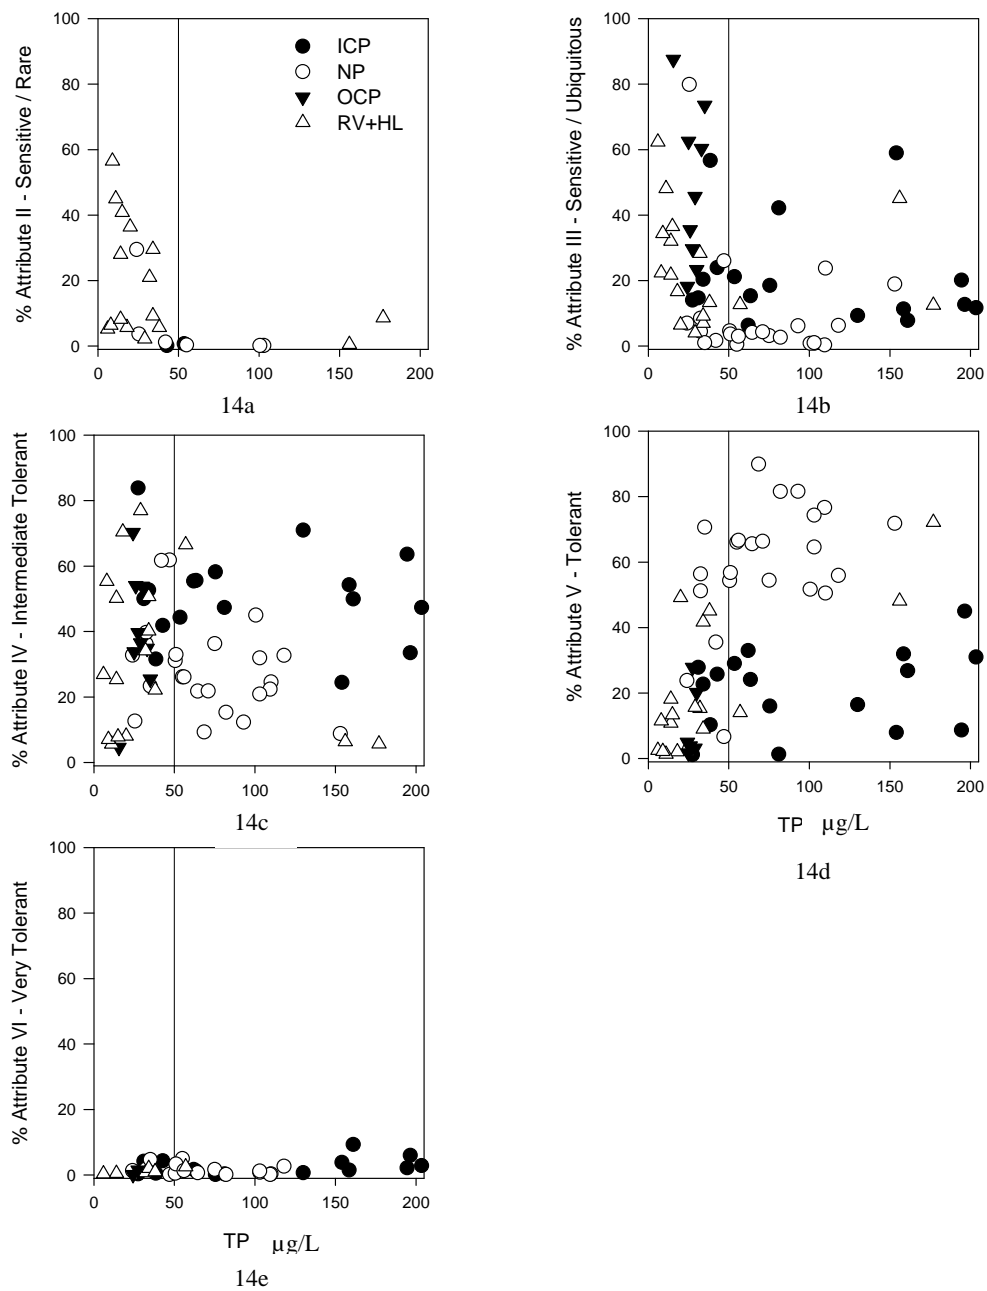 % Attribute II - Sensitive / Rare
100
80
60
40
20
0
0 50 100 150 200
ICP
NP
OCP
RV+HL
14a
% Attribute III - Sensitive / Ubiquitous
100
80
60
40
20
0
0 50 100 150 200
14b
% Attribute IV - Intermediate Tolerant
100
80
60
40
20
0
0 50 100 150 200
14c
% Attribute V - Tolerant
100
80
60
40
20
0
0 50 100 150 200
TP µg/L
14d
% Attribute VI - Very Tolerant
100
80
60
40
20
0
0 50 100 150 200
TP µg/L
14e